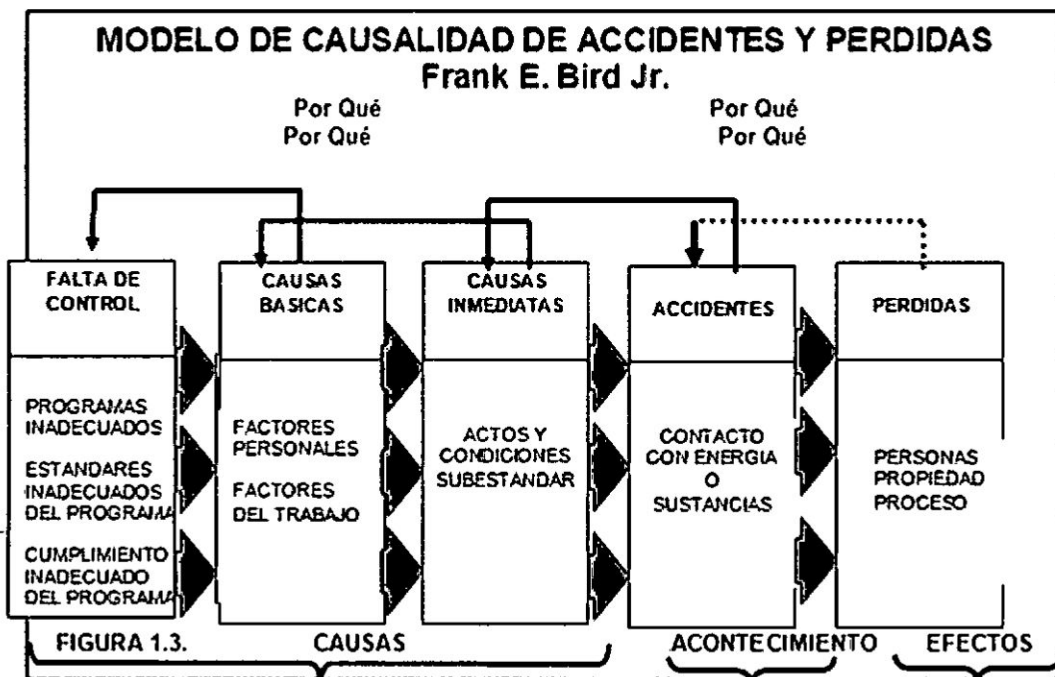 MODELO DE CAUSALIDAD DE ACCIDENTES Y PERDIDAS
Frank E. Bird Jr.
Por Qué
Por Qué
Por Qué
Por Qué
FALTA DE
CONTROL
PROGRAMAS
INADECUADOS
ESTANDARES
INADECUADOS
DEL PROGRAMA
CUMPLIMIENTO
INADECUADO
DEL PROGRAMA
CAUSAS
BASICAS
FACTORES
PERSONALES
FACTORES
DEL TRABAJO
CAUSAS
INMEDIATAS
ACTOS Y
CONDICIONES
SUBESTANDAR
ACCIDENTES
CONTACTO
CON ENERGIA
O
SUSTANCIAS
PERDIDAS
PERSONAS
PROPIEDAD
PROCESO
FIGURA 1.3.
CAUSAS
ACONTECIMIENTO
EFECTOS